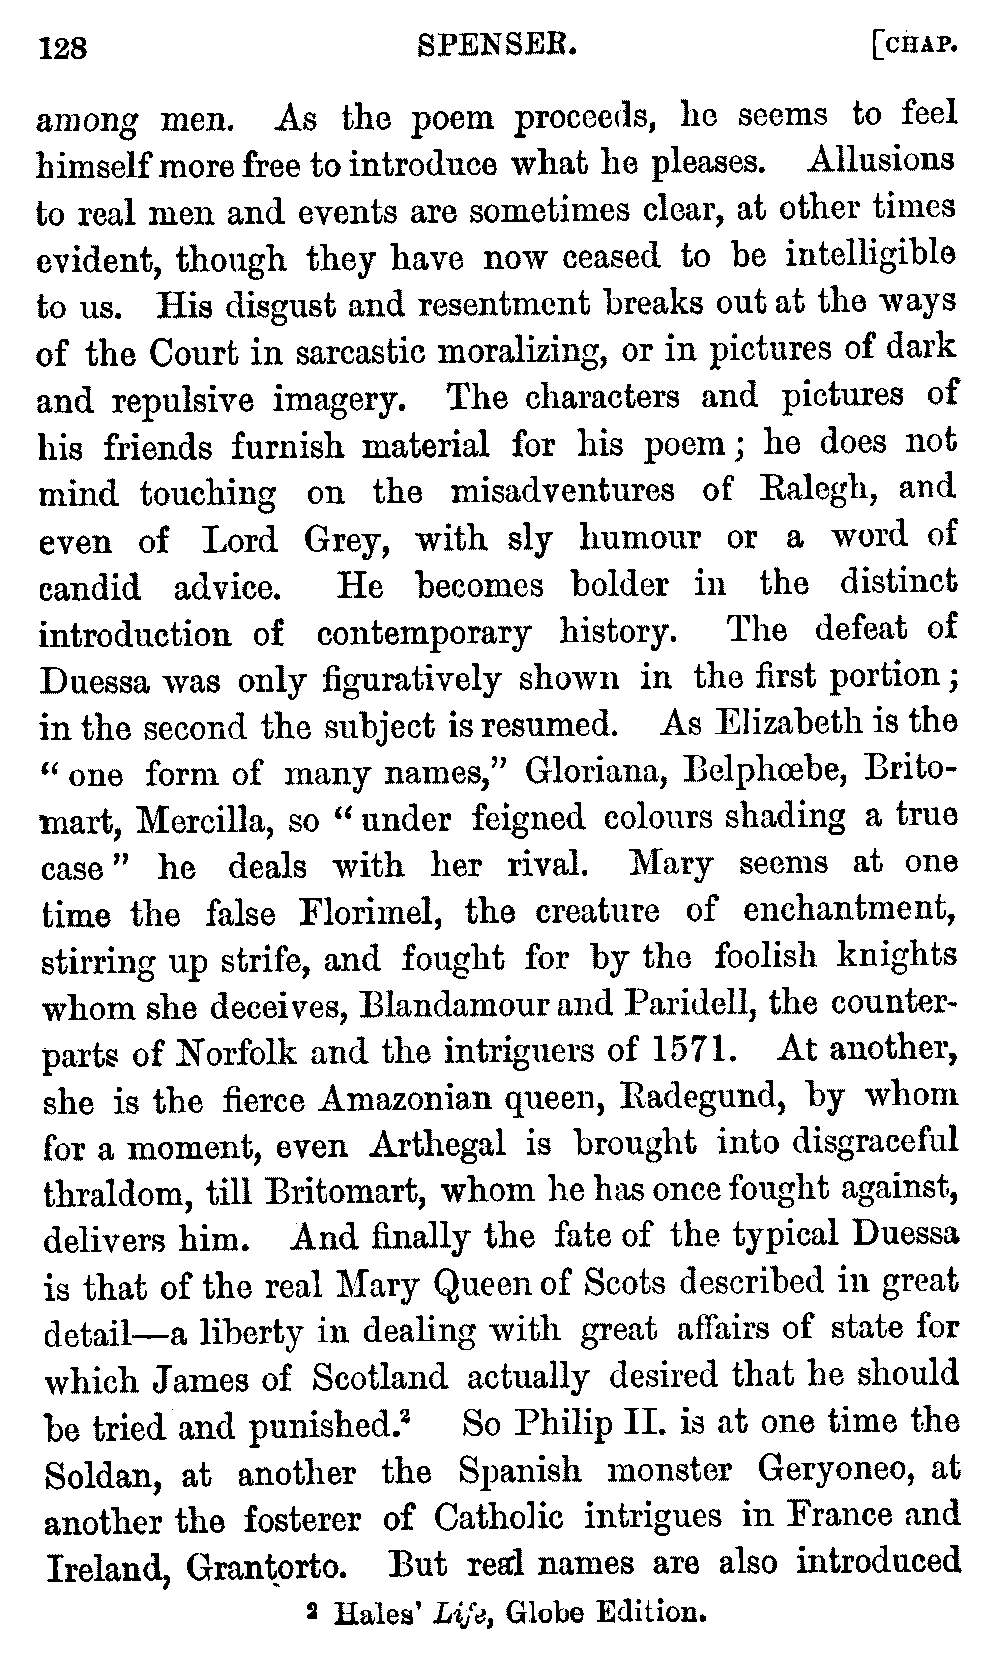 128 SPENSER. [CHAP.
among men. As the poem proceeds, he seems to feel
himself more free to introduce what he pleases. Allusions
to real men and events are sometimes clear, at other times
evident, though they have now ceased to be intelligible
to us. His disgust and resentment breaks out at the ways
of the Court in sarcastic moralizing, or in pictures of dark
and repulsive imagery. The characters and pictures of
his friends furnish material for his poem; he does not
mind touching on the misadventures of Ralegh, and
even of Lord Grey, with sly humour or a word of
candid advice. He becomes bolder in the distinct
introduction of contemporary history. The defeat of
Duessa was only figuratively shown in the first portion;
in the second the subject is resumed. As Elizabeth is the
“one form of many names,” Gloriana, Belphœbe, Brito-
mart, Mercilla, so “under feigned colours shading a true
case” he deals with her rival. Mary seems at one
time the false Florimel, the creature of enchantment,
stirring up strife, and fought for by the foolish knights
whom she deceives, Blandamour and Paridell, the counter-
parts of Norfolk and the intriguers of 1571. At another,
she is the fierce Amazonian queen, Radegund, by whom
for a moment, even Arthegal is brought into disgraceful
thraldom, till Britomart, whom he has once fought against,
delivers him. And finally the fate of the typical Duessa
is that of the real Mary Queen of Scots described in great
detail—a liberty in dealing with great affairs of state for
which James of Scotland actually desired that he should
be tried and punished.² So Philip II. is at one time the
Soldan, at another the Spanish monster Geryoneo, at
another the fosterer of Catholic intrigues in France and
Ireland, Grantorto. But real names are also introduced
² Hales’ Life, Globe Edition.